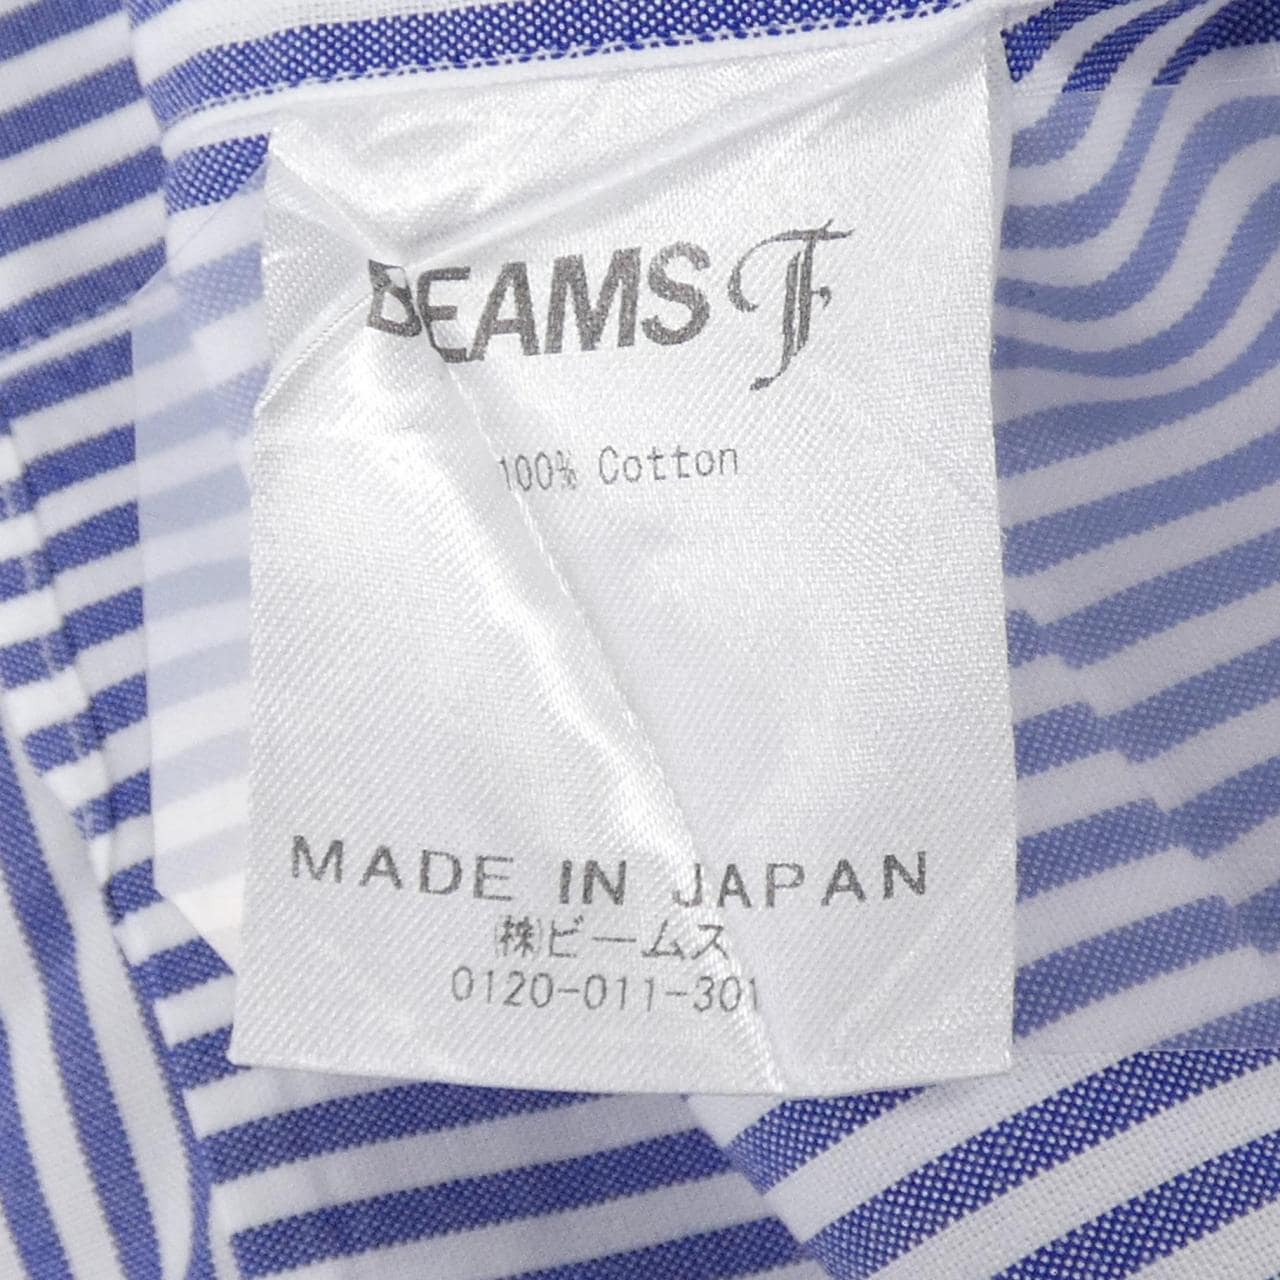 BEAMS F
100% Cotton
MADE IN JAPAN
㈱ビームス
0120-011-301